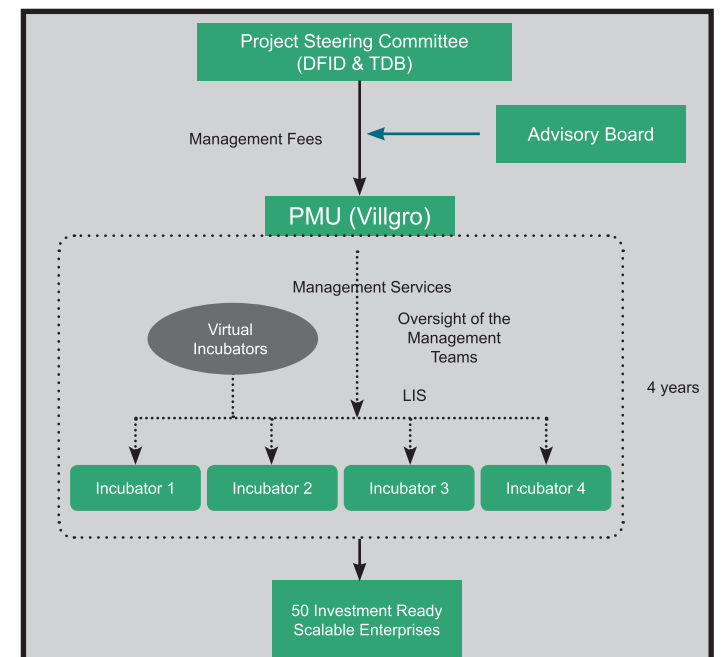 Project Steering Committee
(DFID & TDB)
Management Fees
Advisory Board
PMU (Villgro)
Management Services
Virtual
Incubators
Oversight of the
Management
Teams
LIS
4 years
Incubator 1
Incubator 2
Incubator 3
Incubator 4
50 Investment Ready
Scalable Enterprises